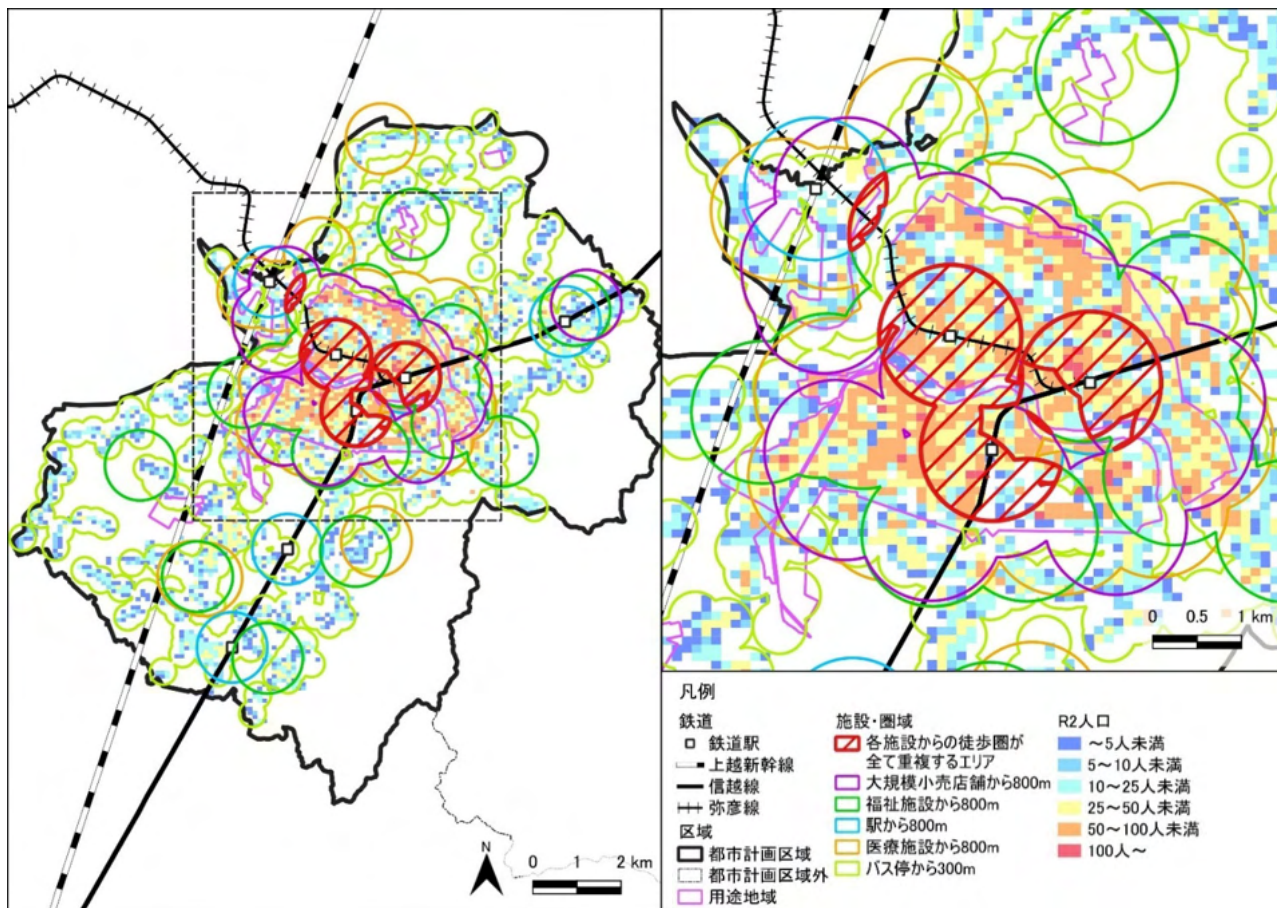 N
0 1 2 km
0 0.5 1 km
凡例
鉄道
鉄道駅
上越新幹線
信越線
弥彦線
区域
都市計画区域
都市計画区域外
用途地域
施設・圏域
各施設からの徒歩圏が
全て重複するエリア
大規模小売店舗から800m
福祉施設から800m
駅から800m
医療施設から800m
バス停から300m
R2人口
～5人未満
5～10人未満
10～25人未満
25～50人未満
50～100人未満
100人～